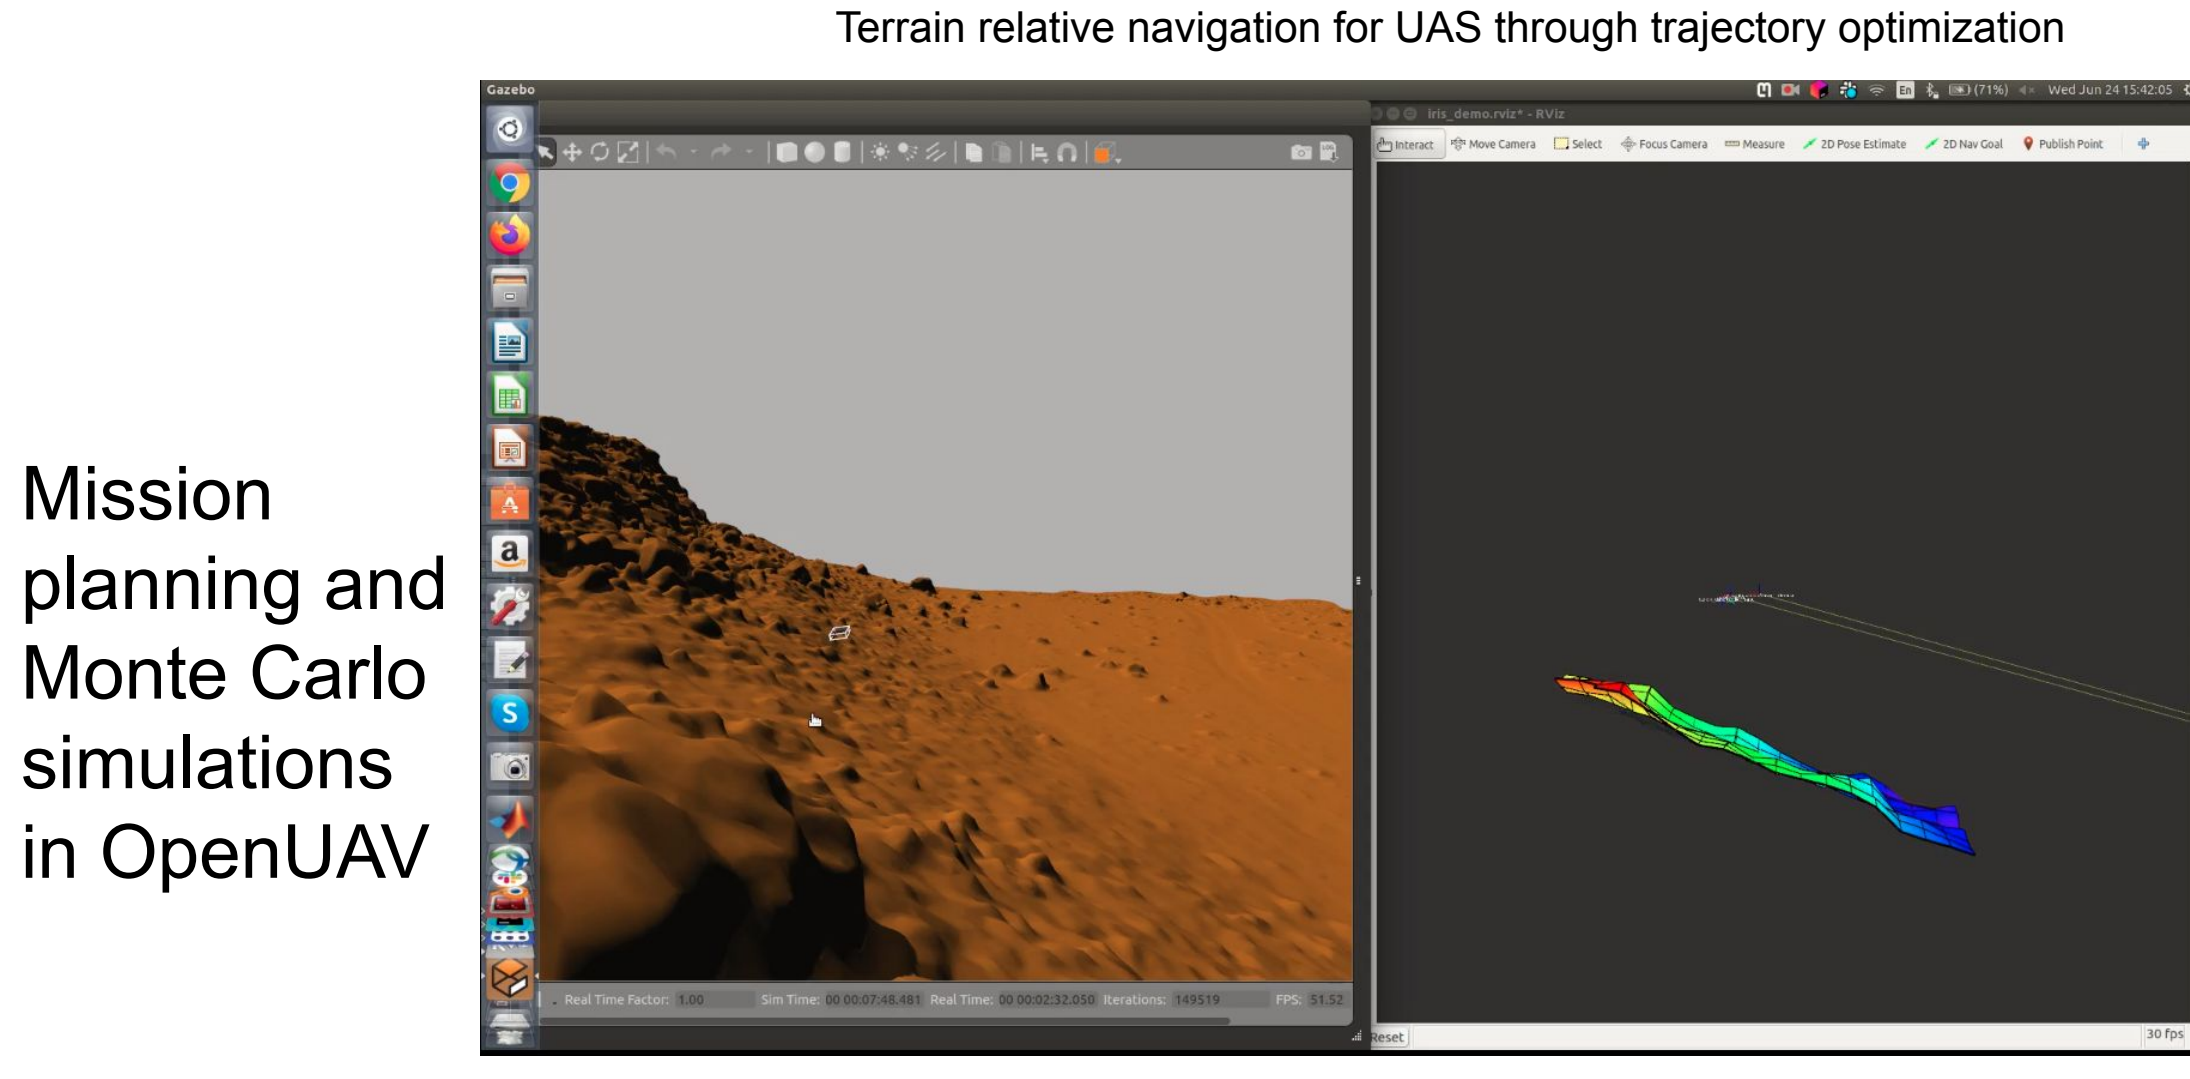 Terrain relative navigation for UAS through trajectory optimization
Mission
planning and
Monte Carlo
simulations
in OpenUAV
Gazebo
En
(71%)
Wed Jun 24 15:42:05
iris_demo.rviz* - RViz
Interact Move Camera Select Focus Camera Measure 2D Pose Estimate 2D Nav Goal Publish Point
Real Time Factor: 1.00 Sim Time: 00 00:07:48.481 Real Time: 00 00:02:32.050 Iterations: 149519 FPS: 51.52
Reset
30 fps